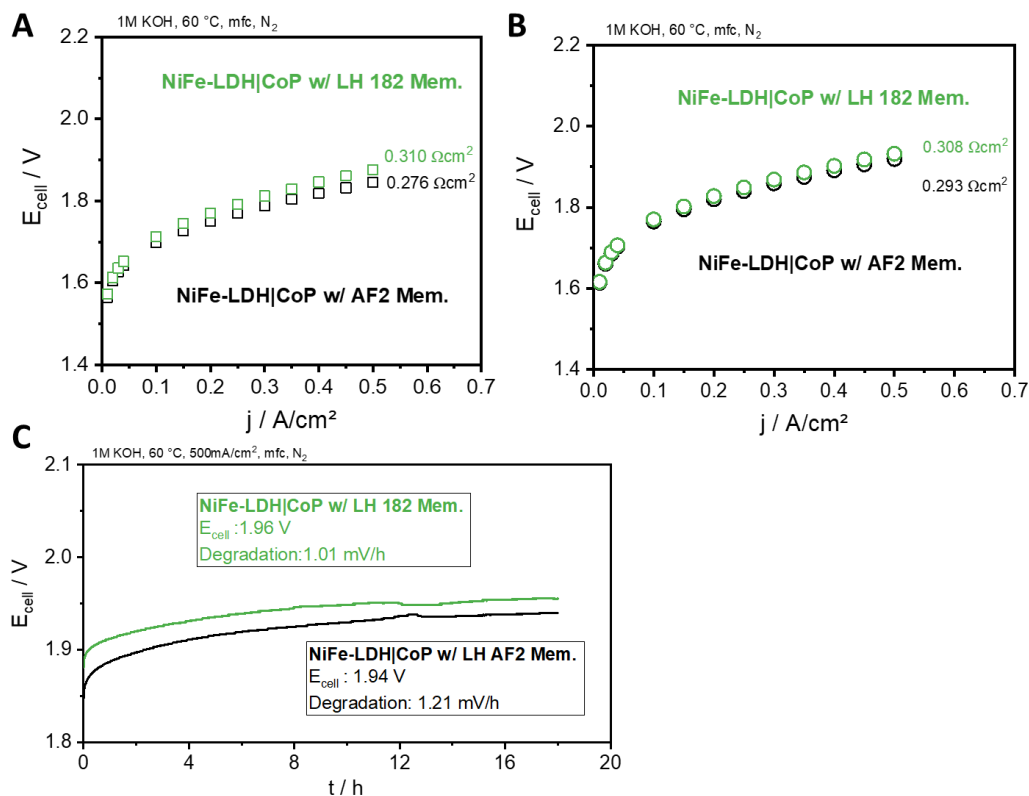 A
1M KOH, 60 °C, mfc, N₂
2.2
2.0
1.8
1.6
1.4
E_cell / V
NiFe-LDH|CoP w/ LH 182 Mem.
0.310 Ωcm²
0.276 Ωcm²
NiFe-LDH|CoP w/ AF2 Mem.
0.0 0.1 0.2 0.3 0.4 0.5 0.6 0.7
j / A/cm²
B
1M KOH, 60 °C, mfc, N₂
2.2
2.0
1.8
1.6
1.4
E_cell / V
NiFe-LDH|CoP w/ LH 182 Mem.
0.308 Ωcm²
0.293 Ωcm²
NiFe-LDH|CoP w/ AF2 Mem.
0.0 0.1 0.2 0.3 0.4 0.5 0.6 0.7
j / A/cm²
C
1M KOH, 60 °C, 500mA/cm², mfc, N₂
2.1
2.0
1.9
1.8
E_cell / V
NiFe-LDH|CoP w/ LH 182 Mem.
E_cell :1.96 V
Degradation:1.01 mV/h
NiFe-LDH|CoP w/ LH AF2 Mem.
E_cell : 1.94 V
Degradation: 1.21 mV/h
0 4 8 12 16 20
t / h